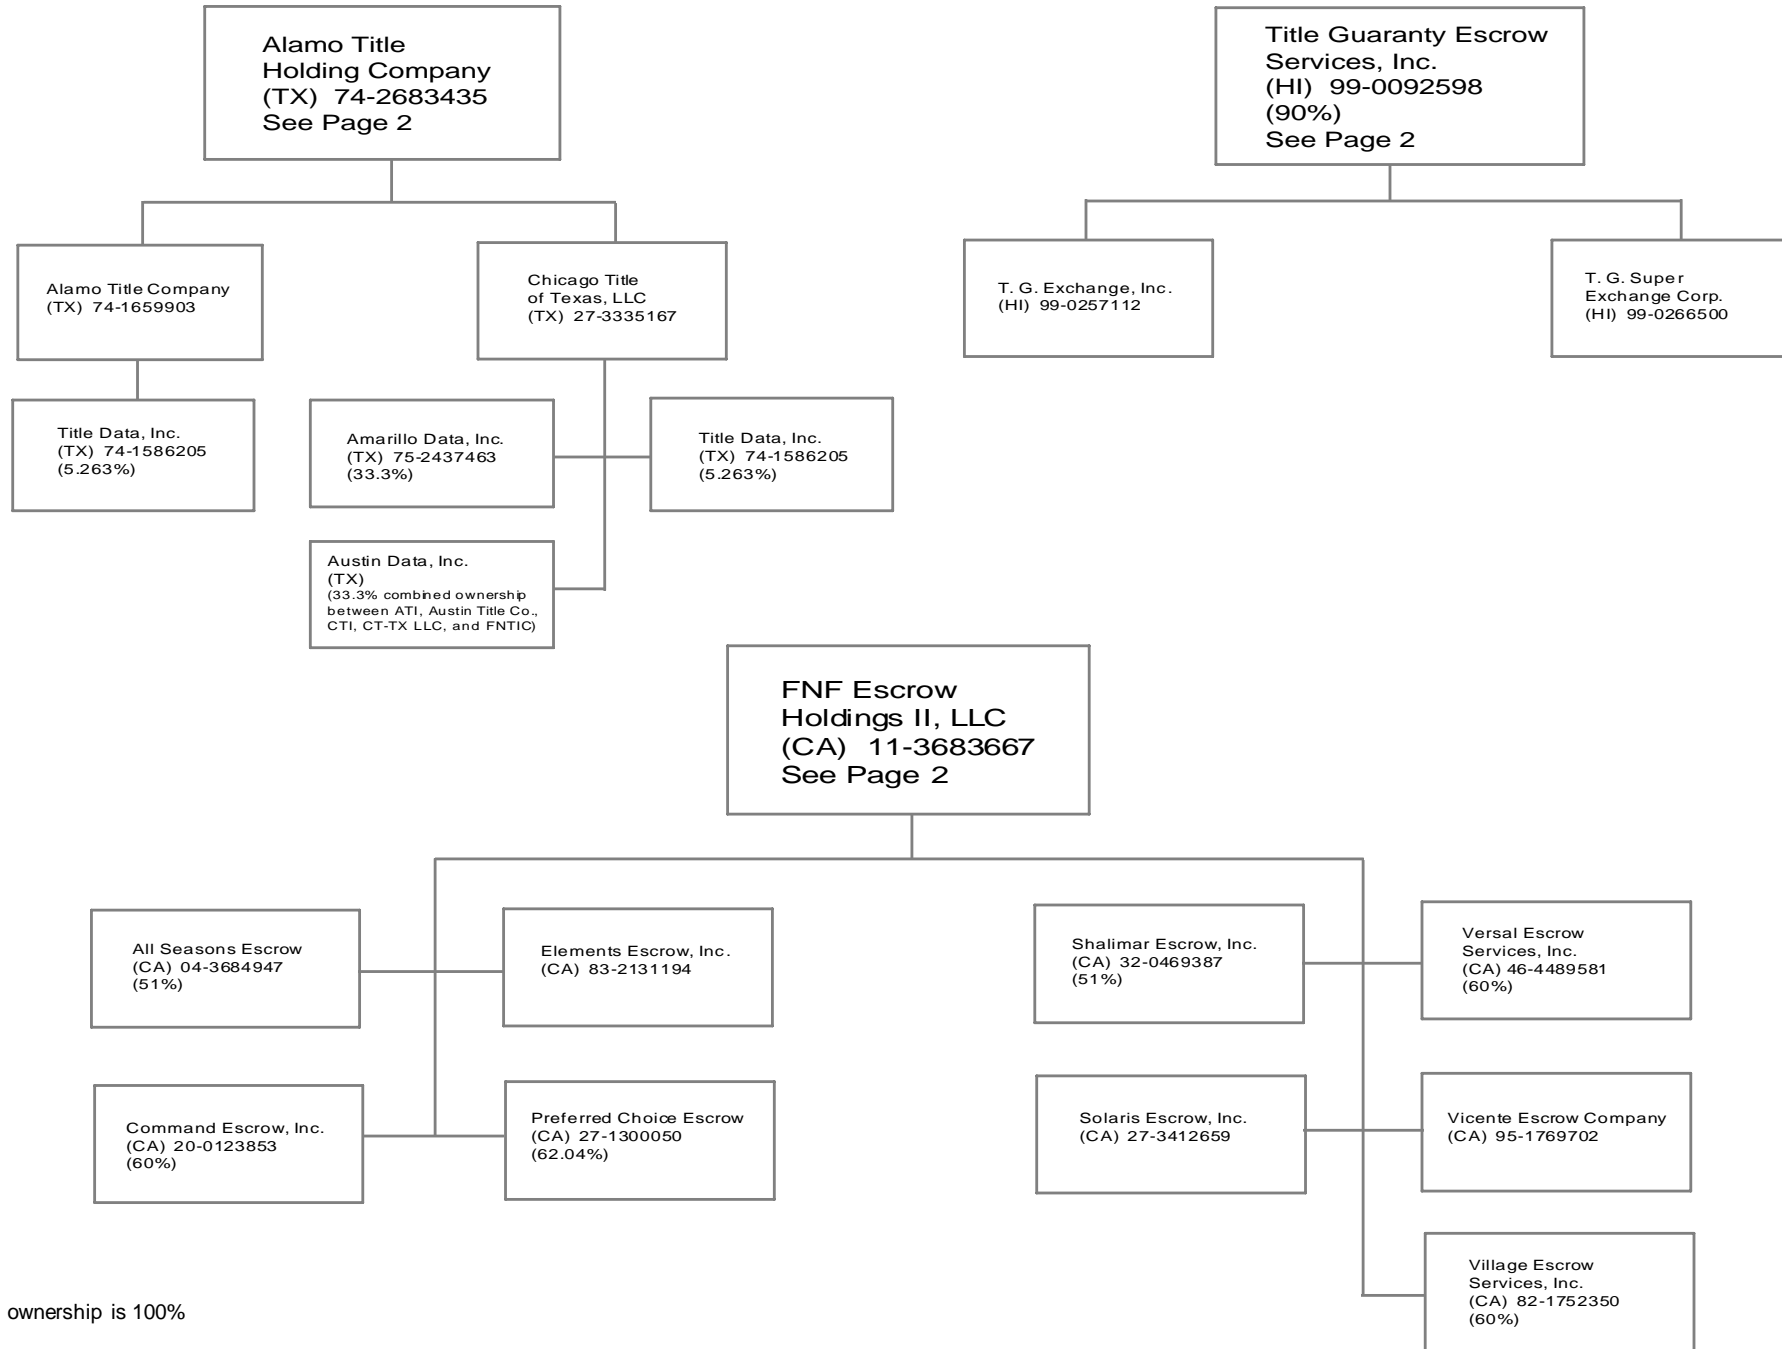 Alamo Title
Holding Company
(TX) 74-2683435
See Page 2
Title Guaranty Escrow
Services, Inc.
(HI) 99-0092598
(90%)
See Page 2
Alamo Title Company
(TX) 74-1659903
Chicago Title
of Texas, LLC
(TX) 27-3335167
T. G. Exchange, Inc.
(HI) 99-0257112
T. G. Super
Exchange Corp.
(HI) 99-0266500
Title Data, Inc.
(TX) 74-1586205
(5.263%)
Amarillo Data, Inc.
(TX) 75-2437463
(33.3%)
Title Data, Inc.
(TX) 74-1586205
(5.263%)
Austin Data, Inc.
(TX)
(33.3% combined ownership
between ATI, Austin Title Co.,
CTI, CT-TX LLC, and FNTIC)
FNF Escrow
Holdings II, LLC
(CA) 11-3683667
See Page 2
All Seasons Escrow
(CA) 04-3684947
(51%)
Elements Escrow, Inc.
(CA) 83-2131194
Shalimar Escrow, Inc.
(CA) 32-0469387
(51%)
Versal Escrow
Services, Inc.
(CA) 46-4489581
(60%)
Command Escrow, Inc.
(CA) 20-0123853
(60%)
Preferred Choice Escrow
(CA) 27-1300050
(62.04%)
Solaris Escrow, Inc.
(CA) 27-3412659
Vicente Escrow Company
(CA) 95-1769702
Village Escrow
Services, Inc.
(CA) 82-1752350
(60%)
ownership is 100%